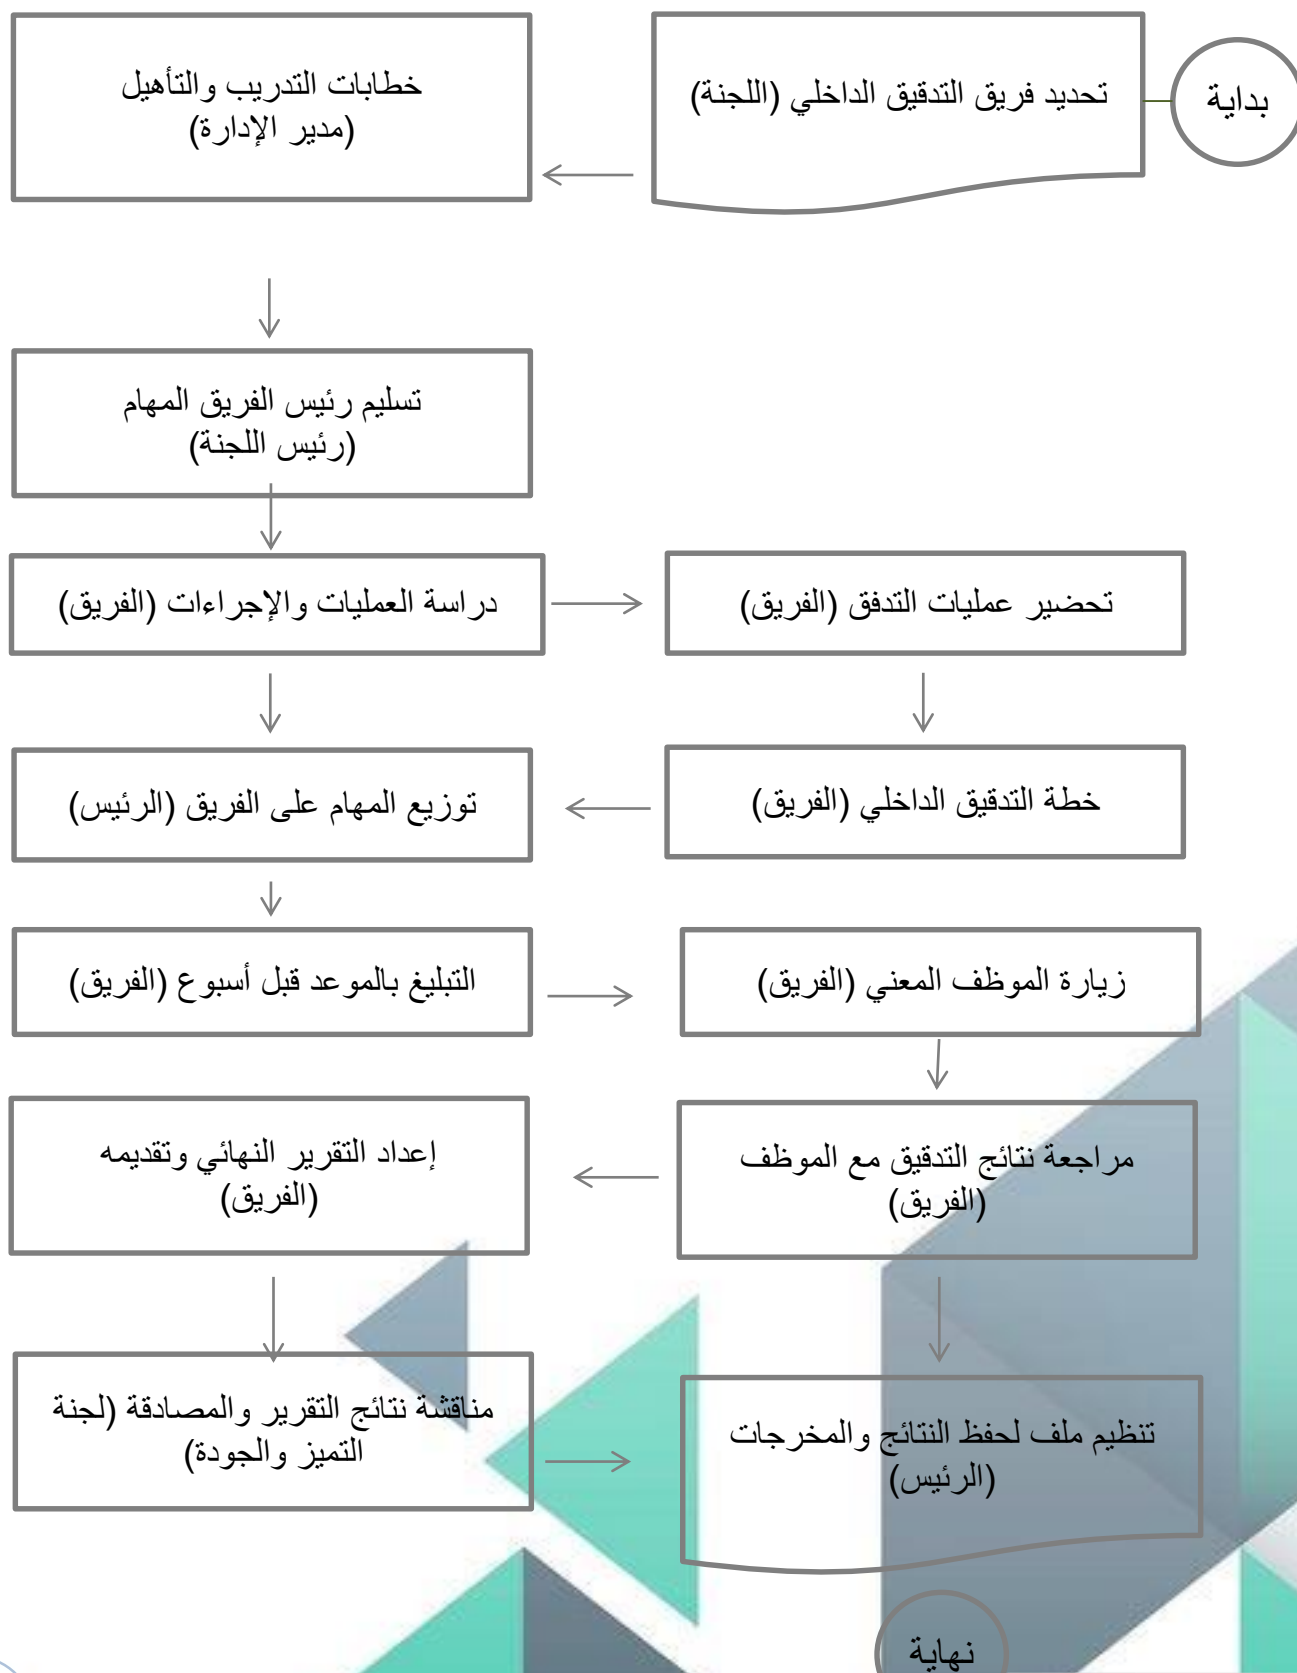 بداية
تحديد فريق التدقيق الداخلي (اللجنة)
خطابات التدريب والتأهيل
(مدير الإدارة)
تسليم رئيس الفريق المهام
(رئيس اللجنة)
دراسة العمليات والإجراءات (الفريق)
تحضير عمليات التدفق (الفريق)
خطة التدقيق الداخلي (الفريق)
توزيع المهام على الفريق (الرئيس)
التبليغ بالموعد قبل أسبوع (الفريق)
زيارة الموظف المعني (الفريق)
مراجعة نتائج التدقيق مع الموظف
(الفريق)
إعداد التقرير النهائي وتقديمه
(الفريق)
مناقشة نتائج التقرير والمصادقة (لجنة
التميز والجودة)
تنظيم ملف لحفظ النتائج والمخرجات
(الرئيس)
نهاية